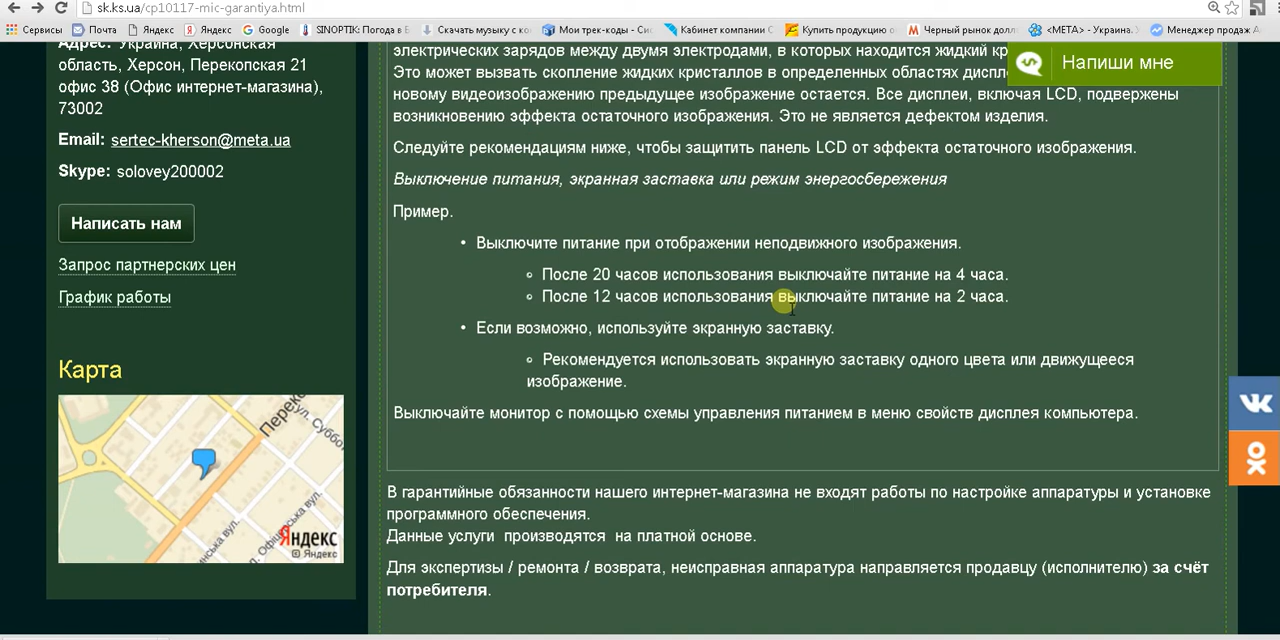 sk.ks.ua/cp10117-mic-garantiya.html
Сервисы Почта Яндекс Яндекс Google SINOPTIK: Погода в Скачать музыку с Мои трек-коды - Кабинет компании Купить продукцию Черный рынок <META> - Украина. Менеджер продаж
Адрес: Украина, Херсонская
область, Херсон, Перекопская 21
офис 38 (Офис интернет-магазина),
73002
Email: sertec-kherson@meta.ua
Skype: solovey200002
Написать нам
Запрос партнерских цен
График работы
Карта
Яндекс
© Яндекс
электрических зарядов между двумя электродами, в которых находится жидкий
Это может вызвать скопление жидких кристаллов в определенных областях
новому видеоизображению предыдущее изображение остается. Все дисплеи, включая LCD, подвержены
возникновению эффекта остаточного изображения. Это не является дефектом изделия.
Следуйте рекомендациям ниже, чтобы защитить панель LCD от эффекта остаточного изображения.
Выключение питания, экранная заставка или режим энергосбережения
Пример.
• Выключите питание при отображении неподвижного изображения.
После 20 часов использования выключайте питание на 4 часа.
После 12 часов использования выключайте питание на 2 часа.
• Если возможно, используйте экранную заставку.
Рекомендуется использовать экранную заставку одного цвета или движущееся
изображение.
Выключайте монитор с помощью схемы управления питанием в меню свойств дисплея компьютера.
В гарантийные обязанности нашего интернет-магазина не входят работы по настройке аппаратуры и установке
програмного обеспечения.
Данные услуги производятся на платной основе.
Для экспертизы / ремонта / возврата, неисправная аппаратура направляется продавцу (исполнителю) за счёт
потребителя.
Напиши мне